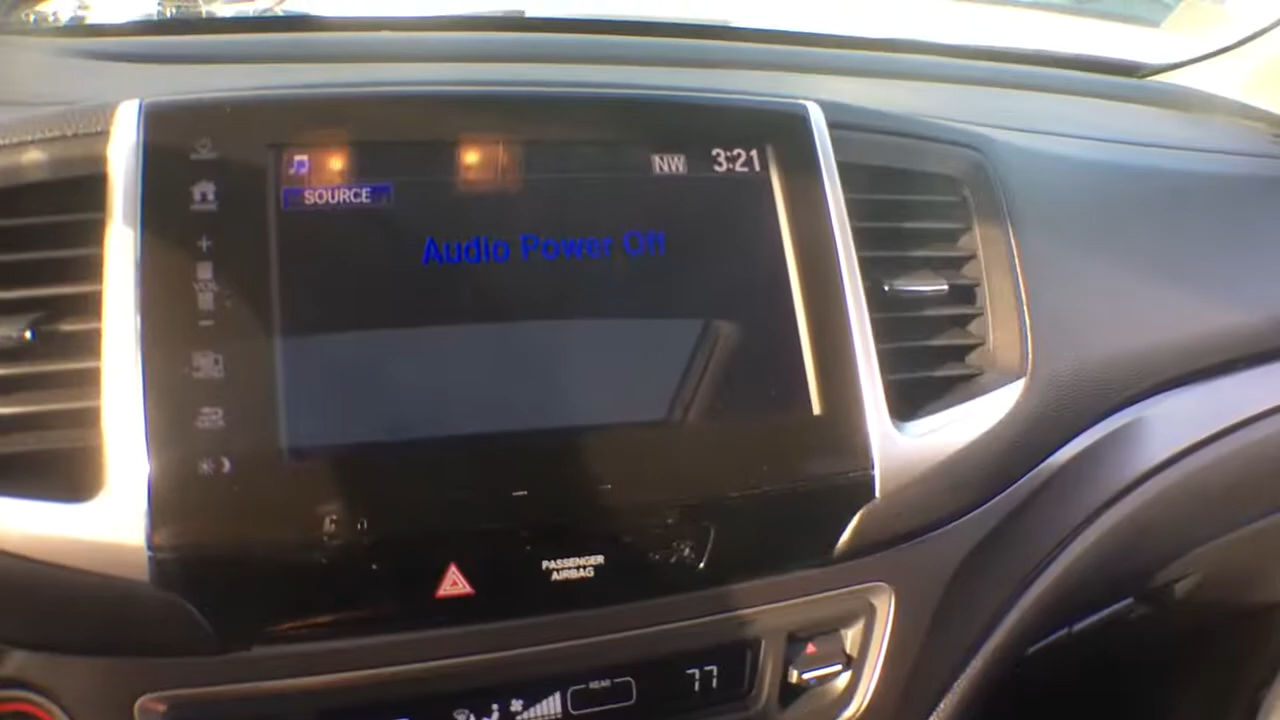 NW 3:21
SOURCE
Audio Power Off
VOL
PASSENGER
AIRBAG
REAR
77